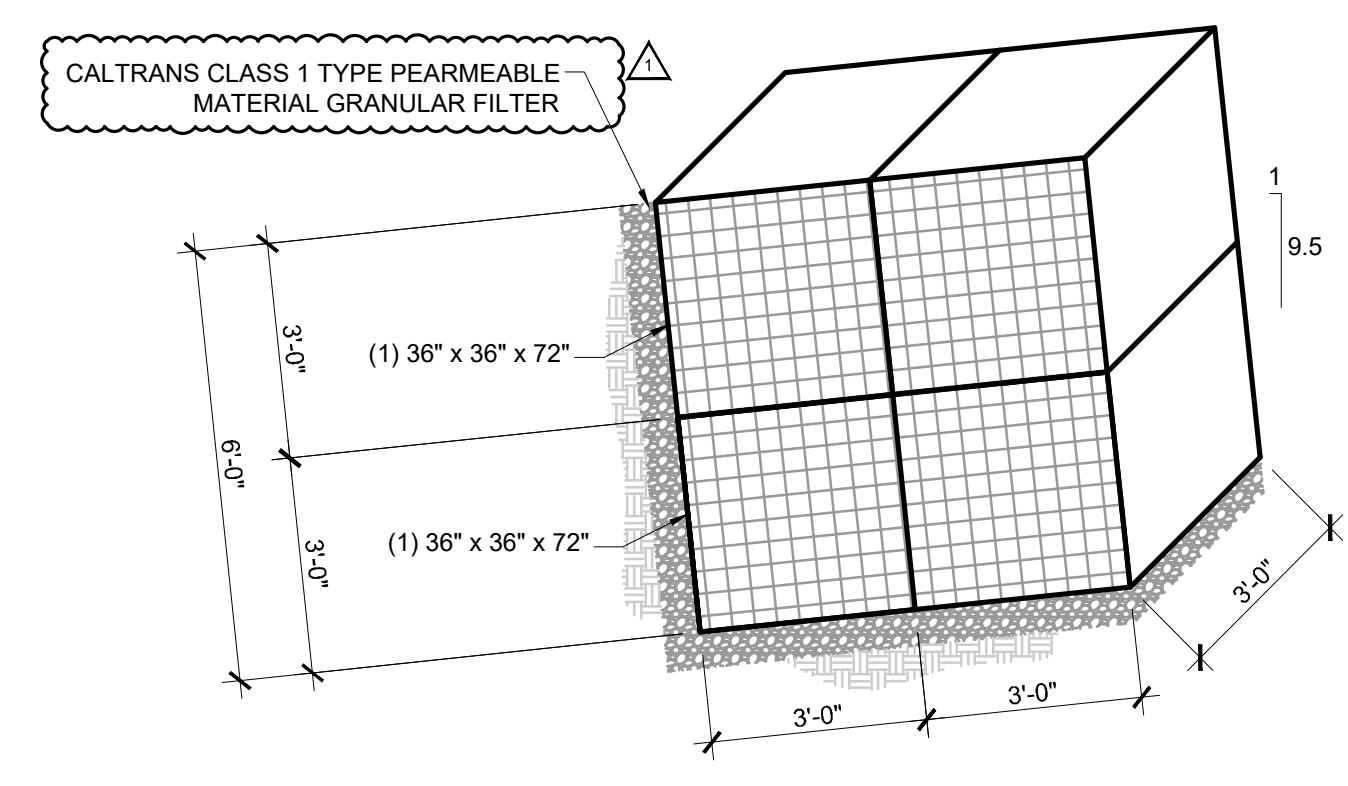 CALTRANS CLASS 1 TYPE PEARMEABLE
MATERIAL GRANULAR FILTER
1
1
9.5
3'-0"
(1) 36" x 36" x 72"
6'-0"
3'-0"
(1) 36" x 36" x 72"
3'-0"
3'-0"
3'-0"